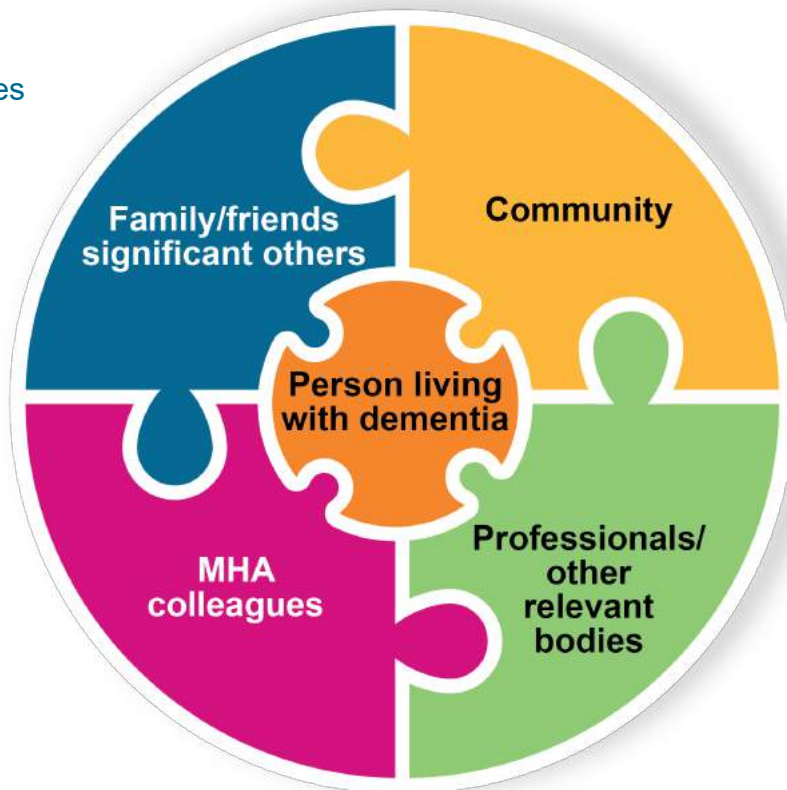 es
Family/friends
significant others
Community
Person living
with dementia
MHA
colleagues
Professionals/
other
relevant
bodies